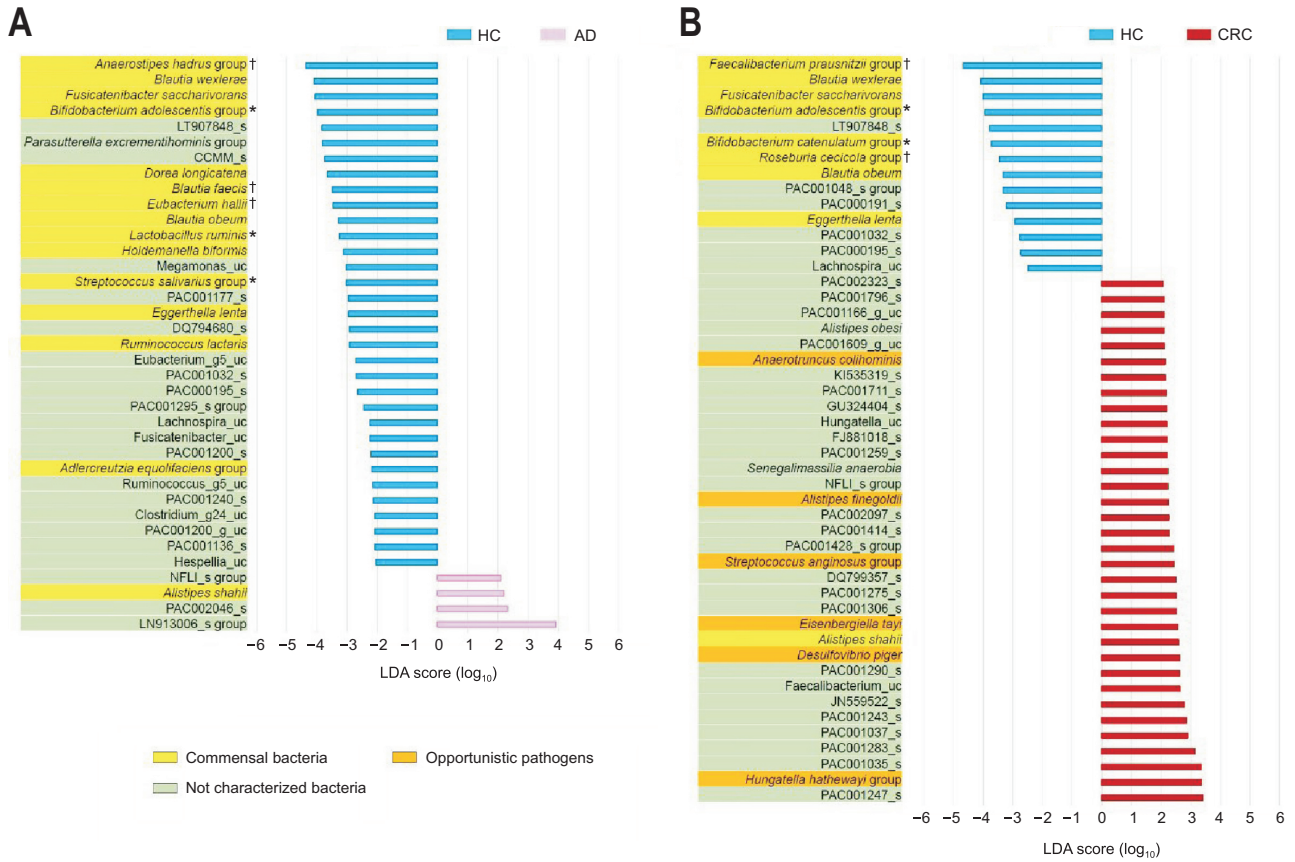 A
HC
AD
Anaerostipes hadrus group †
Blautia wexlerae
Fusicatenibacter saccharivorans
Bifidobacterium adolescentis group *
LT907848_s
Parasutterella excrementihominis group
CCMM_s
Dorea longicatena
Blautia faecis †
Eubacterium hallii †
Blautia obeum
Lactobacillus ruminis *
Holdemanella biformis
Megamonas_uc
Streptococcus salivarius group *
PAC001177_s
Eggerthella lenta
DQ794680_s
Ruminococcus lactaris
Eubacterium_g5_uc
PAC001032_s
PAC000195_s
PAC001295_s group
Lachnospira_uc
Fusicatenibacter_uc
PAC001200_s
Adlercreutzia equolifaciens group
Ruminococcus_g5_uc
PAC001240_s
Clostridium_g24_uc
PAC001200_g_uc
PAC001136_s
Hespellia_uc
NFLI_s group
Alistipes shahii
PAC002046_s
LN913006_s group
−6 −5 −4 −3 −2 −1 0 1 2 3 4 5 6
LDA score (log10)
Commensal bacteria
Opportunistic pathogens
Not characterized bacteria
B
HC
CRC
Faecalibacterium prausnitzii group †
Blautia wexlerae
Fusicatenibacter saccharivorans
Bifidobacterium adolescentis group *
LT907848_s
Bifidobacterium catenulatum group *
Roseburia cecicola group †
Blautia obeum
PAC001048_s group
PAC000191_s
Eggerthella lenta
PAC001032_s
PAC000195_s
Lachnospira_uc
PAC002323_s
PAC001796_s
PAC001166_g_uc
Alistipes obesi
PAC001609_g_uc
Anaerotruncus colihominis
KI535319_s
PAC001711_s
GU324404_s
Hungatella_uc
FJ881018_s
PAC001259_s
Senegalimassilia anaerobia
NFLI_s group
Alistipes finegoldii
PAC002097_s
PAC001414_s
PAC001428_s group
Streptococcus anginosus group
DQ799357_s
PAC001275_s
PAC001306_s
Eisenbergiella tayi
Alistipes shahii
Desulfovibrio piger
PAC001290_s
Faecalibacterium_uc
JN559522_s
PAC001243_s
PAC001037_s
PAC001283_s
PAC001035_s
Hungatella hathewayi group
PAC001247_s
−6 −5 −4 −3 −2 −1 0 1 2 3 4 5 6
LDA score (log10)